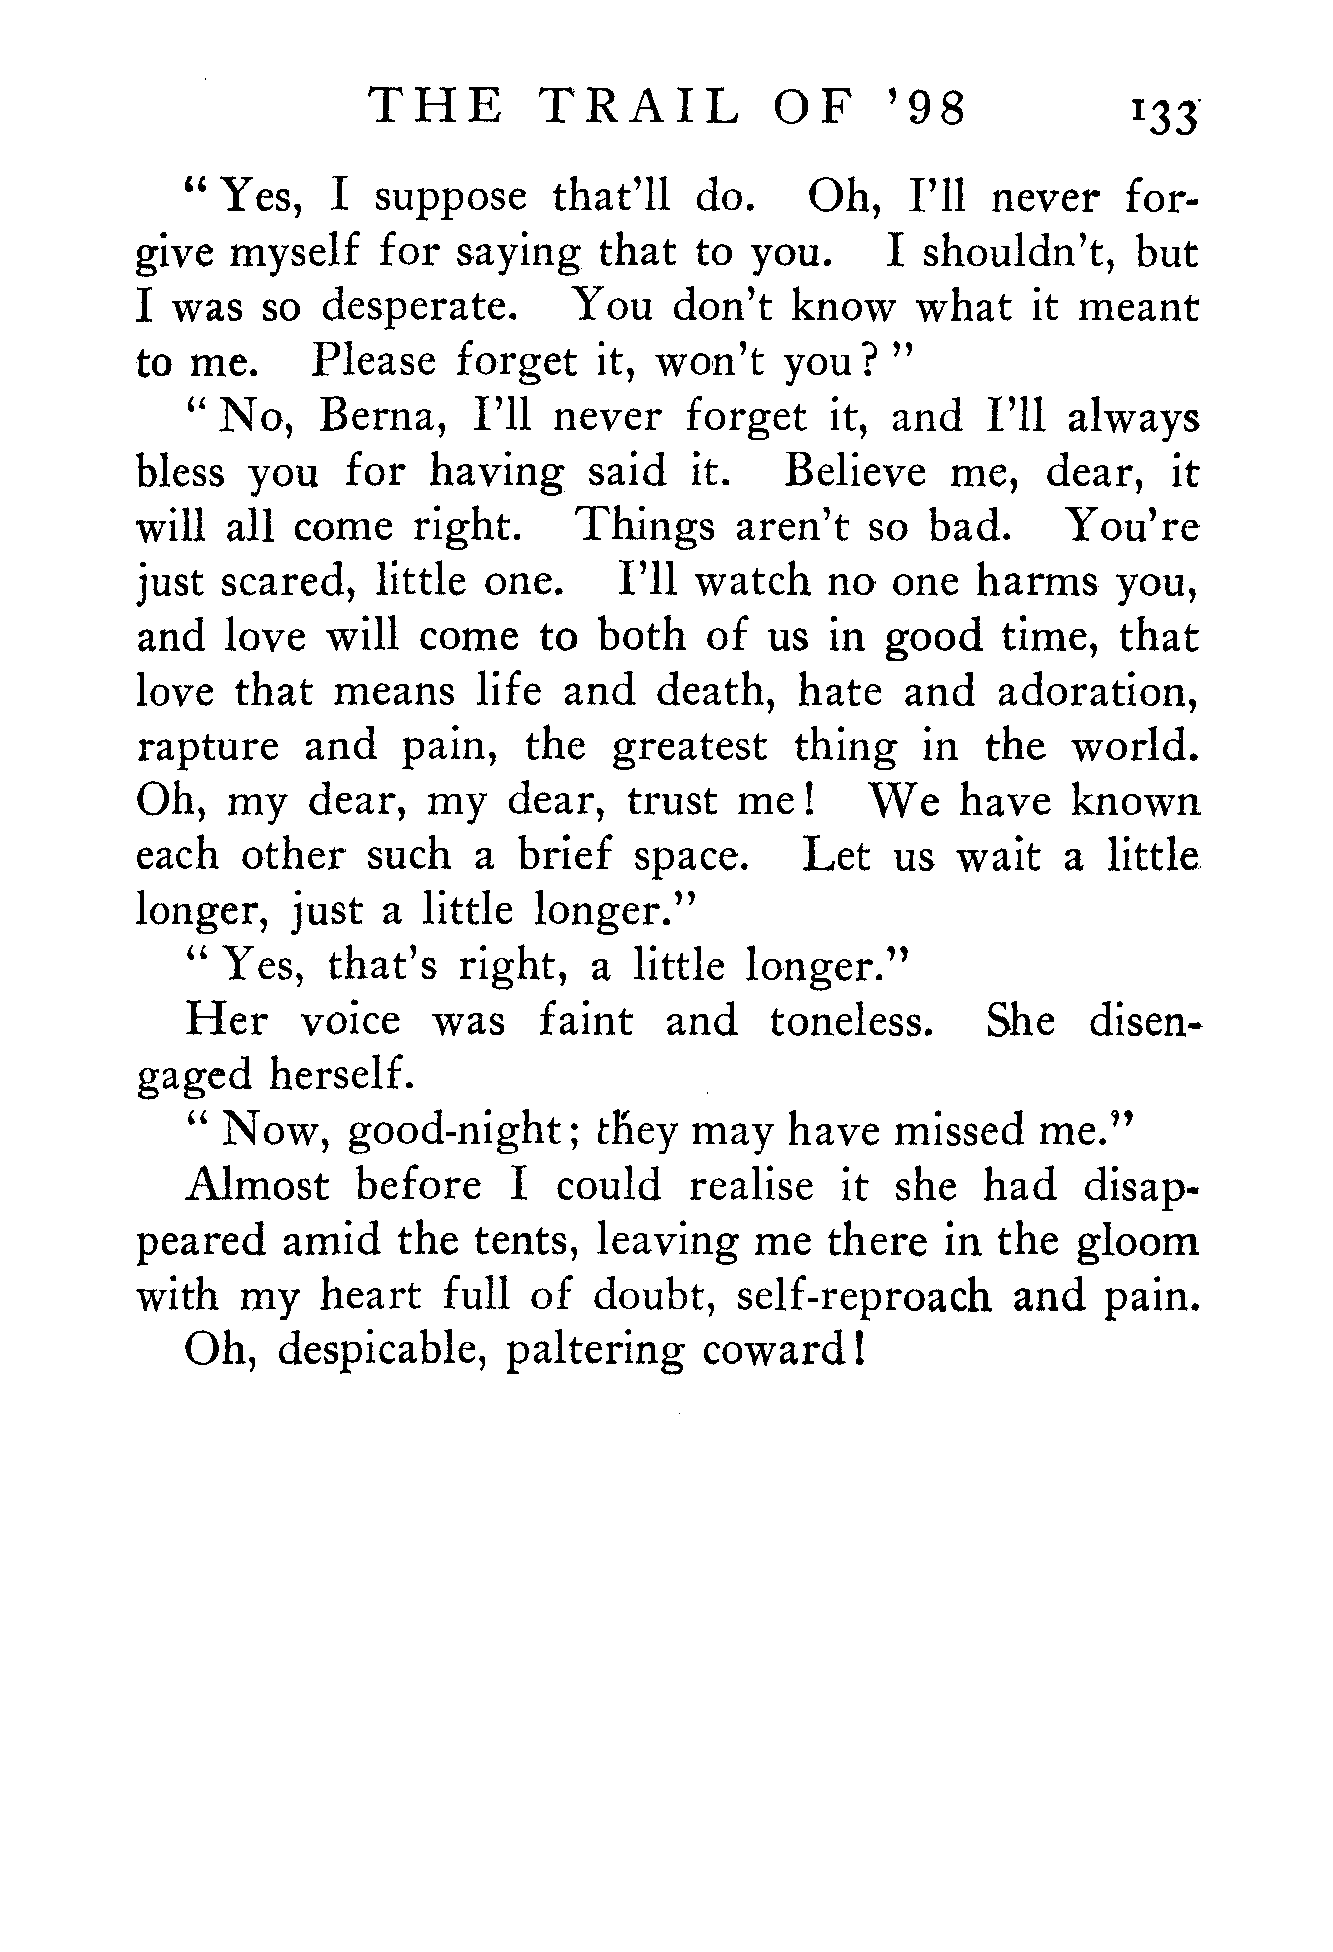 THE TRAIL OF ’98 133
“ Yes, I suppose that’ll do. Oh, I’ll never for-
give myself for saying that to you. I shouldn’t, but
I was so desperate. You don’t know what it meant
to me. Please forget it, won’t you? ”
“ No, Berna, I’ll never forget it, and I’ll always
bless you for having said it. Believe me, dear, it
will all come right. Things aren’t so bad. You’re
just scared, little one. I’ll watch no one harms you,
and love will come to both of us in good time, that
love that means life and death, hate and adoration,
rapture and pain, the greatest thing in the world.
Oh, my dear, my dear, trust me! We have known
each other such a brief space. Let us wait a little
longer, just a little longer.”
“ Yes, that’s right, a little longer.”
Her voice was faint and toneless. She disen-
gaged herself.
“ Now, good-night; they may have missed me.”
Almost before I could realise it she had disap-
peared amid the tents, leaving me there in the gloom
with my heart full of doubt, self-reproach and pain.
Oh, despicable, paltering coward!